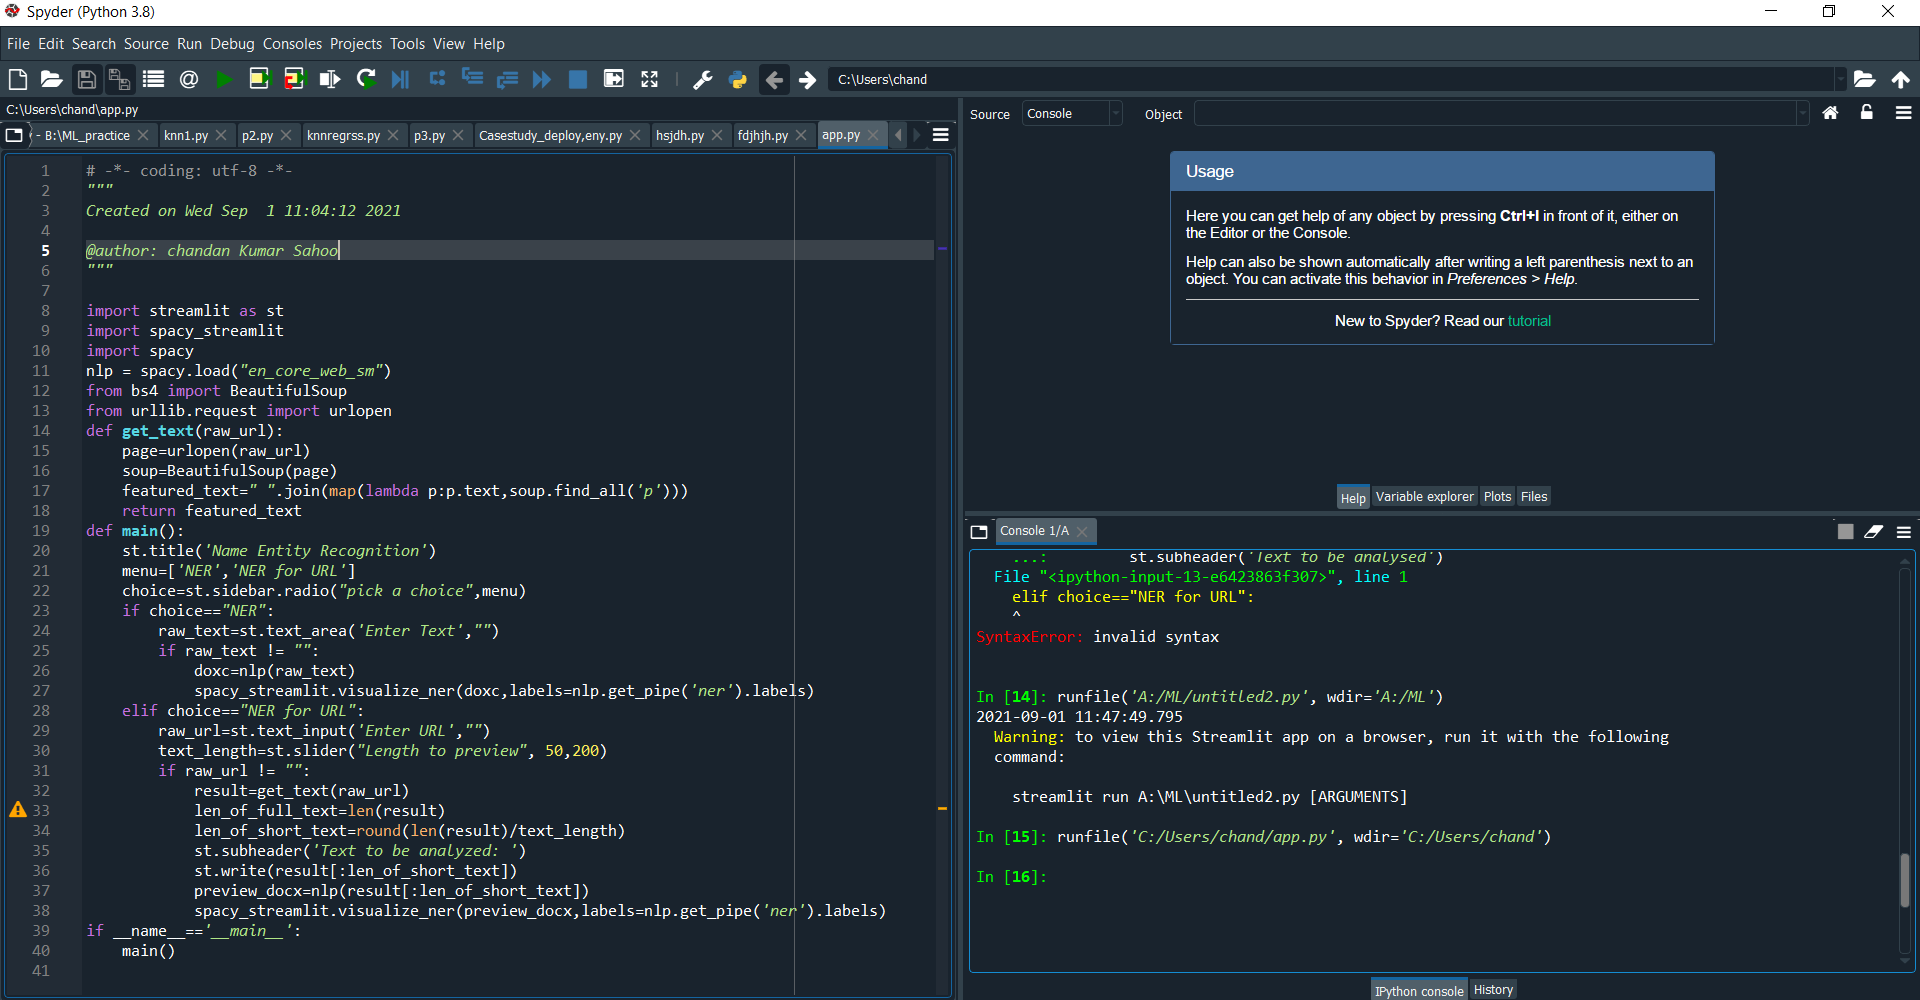 Spyder (Python 3.8)
File Edit Search Source Run Debug Consoles Projects Tools View Help
C:\Users\chand
C:\Users\chand\app.py
- B:\ML_practice knn1.py p2.py knnregrss.py p3.py Casestudy_deploy,eny.py hsjdh.py fdjhjh.py app.py
1 # -*- coding: utf-8 -*-
2 """
3 Created on Wed Sep  1 11:04:12 2021
4
5 @author: chandan Kumar Sahoo
6 """
7
8 import streamlit as st
9 import spacy_streamlit
10 import spacy
11 nlp = spacy.load("en_core_web_sm")
12 from bs4 import BeautifulSoup
13 from urllib.request import urlopen
14 def get_text(raw_url):
15     page=urlopen(raw_url)
16     soup=BeautifulSoup(page)
17     featured_text=" ".join(map(lambda p:p.text,soup.find_all('p')))
18     return featured_text
19 def main():
20     st.title('Name Entity Recognition')
21     menu=['NER','NER for URL']
22     choice=st.sidebar.radio("pick a choice",menu)
23     if choice=="NER":
24         raw_text=st.text_area('Enter Text',"")
25         if raw_text != "":
26             doxc=nlp(raw_text)
27             spacy_streamlit.visualize_ner(doxc,labels=nlp.get_pipe('ner').labels)
28     elif choice=="NER for URL":
29         raw_url=st.text_input('Enter URL',"")
30         text_length=st.slider("Length to preview", 50,200)
31         if raw_url != "":
32             result=get_text(raw_url)
33             len_of_full_text=len(result)
34             len_of_short_text=round(len(result)/text_length)
35             st.subheader('Text to be analyzed: ')
36             st.write(result[:len_of_short_text])
37             preview_docx=nlp(result[:len_of_short_text])
38             spacy_streamlit.visualize_ner(preview_docx,labels=nlp.get_pipe('ner').labels)
39 if __name__=='__main__':
40     main()
41
Source Console Object
Usage
Here you can get help of any object by pressing Ctrl+I in front of it, either on
the Editor or the Console.
Help can also be shown automatically after writing a left parenthesis next to an
object. You can activate this behavior in Preferences > Help.
New to Spyder? Read our tutorial
Help Variable explorer Plots Files
Console 1/A
...:         st.subheader('Text to be analysed')
File "<ipython-input-13-e6423863f307>", line 1
elif choice=="NER for URL":
^
SyntaxError: invalid syntax
In [14]: runfile('A:/ML/untitled2.py', wdir='A:/ML')
2021-09-01 11:47:49.795
Warning: to view this Streamlit app on a browser, run it with the following
command:
streamlit run A:\ML\untitled2.py [ARGUMENTS]
In [15]: runfile('C:/Users/chand/app.py', wdir='C:/Users/chand')
In [16]:
IPython console History